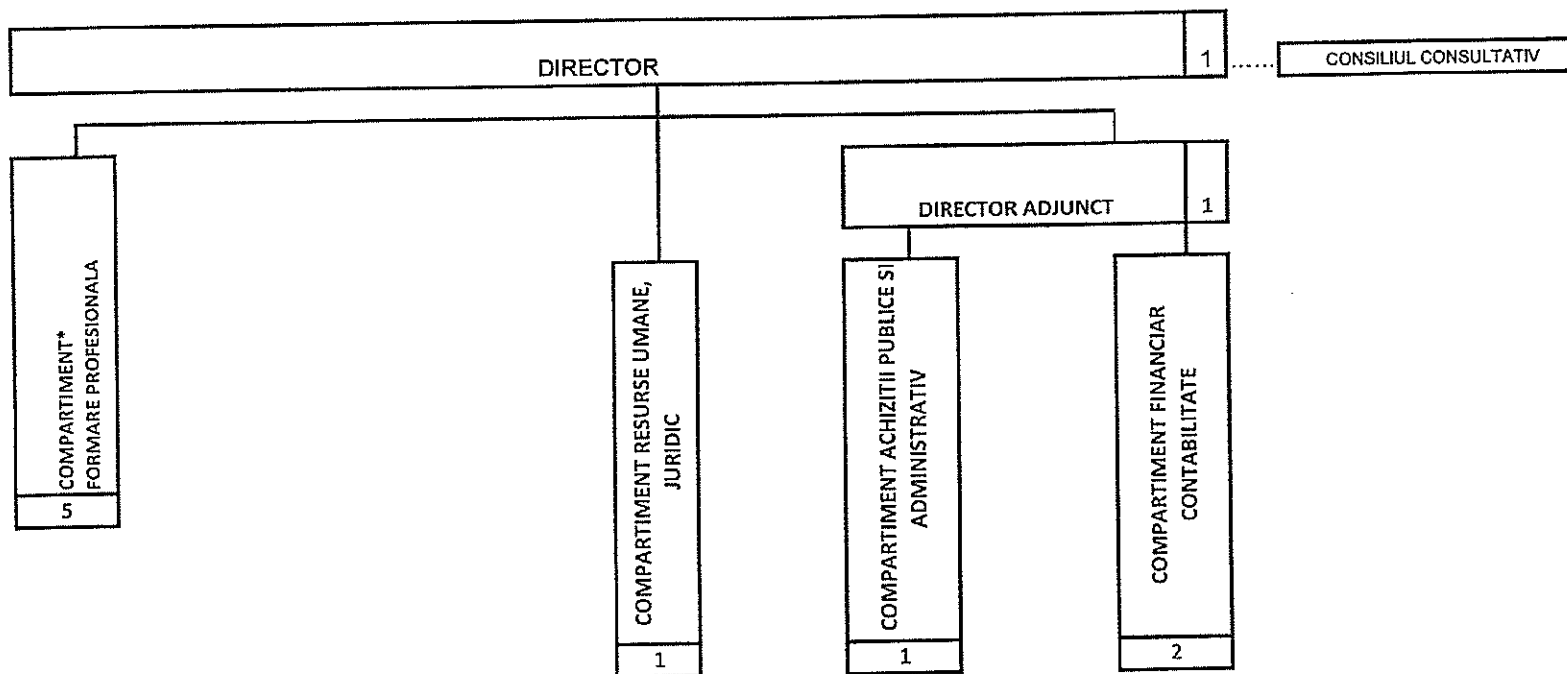 DIRECTOR
1
......
CONSILIUL CONSULTATIV
DIRECTOR ADJUNCT
1
COMPARTIMENT*
FORMARE PROFESIONALA
5
COMPARTIMENT RESURSE UMANE,
JURIDIC
1
COMPARTIMENT ACHIZITII PUBLICE SI
ADMINISTRATIV
1
COMPARTIMENT FINANCIAR
CONTABILITATE
2